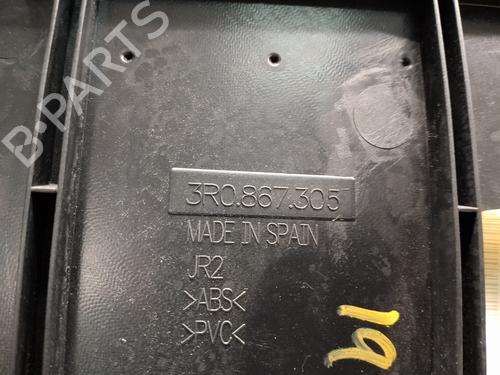 B-PARTS
3R0.867.305
MADE IN SPAIN
JR2
>ABS<
>PVC<
19